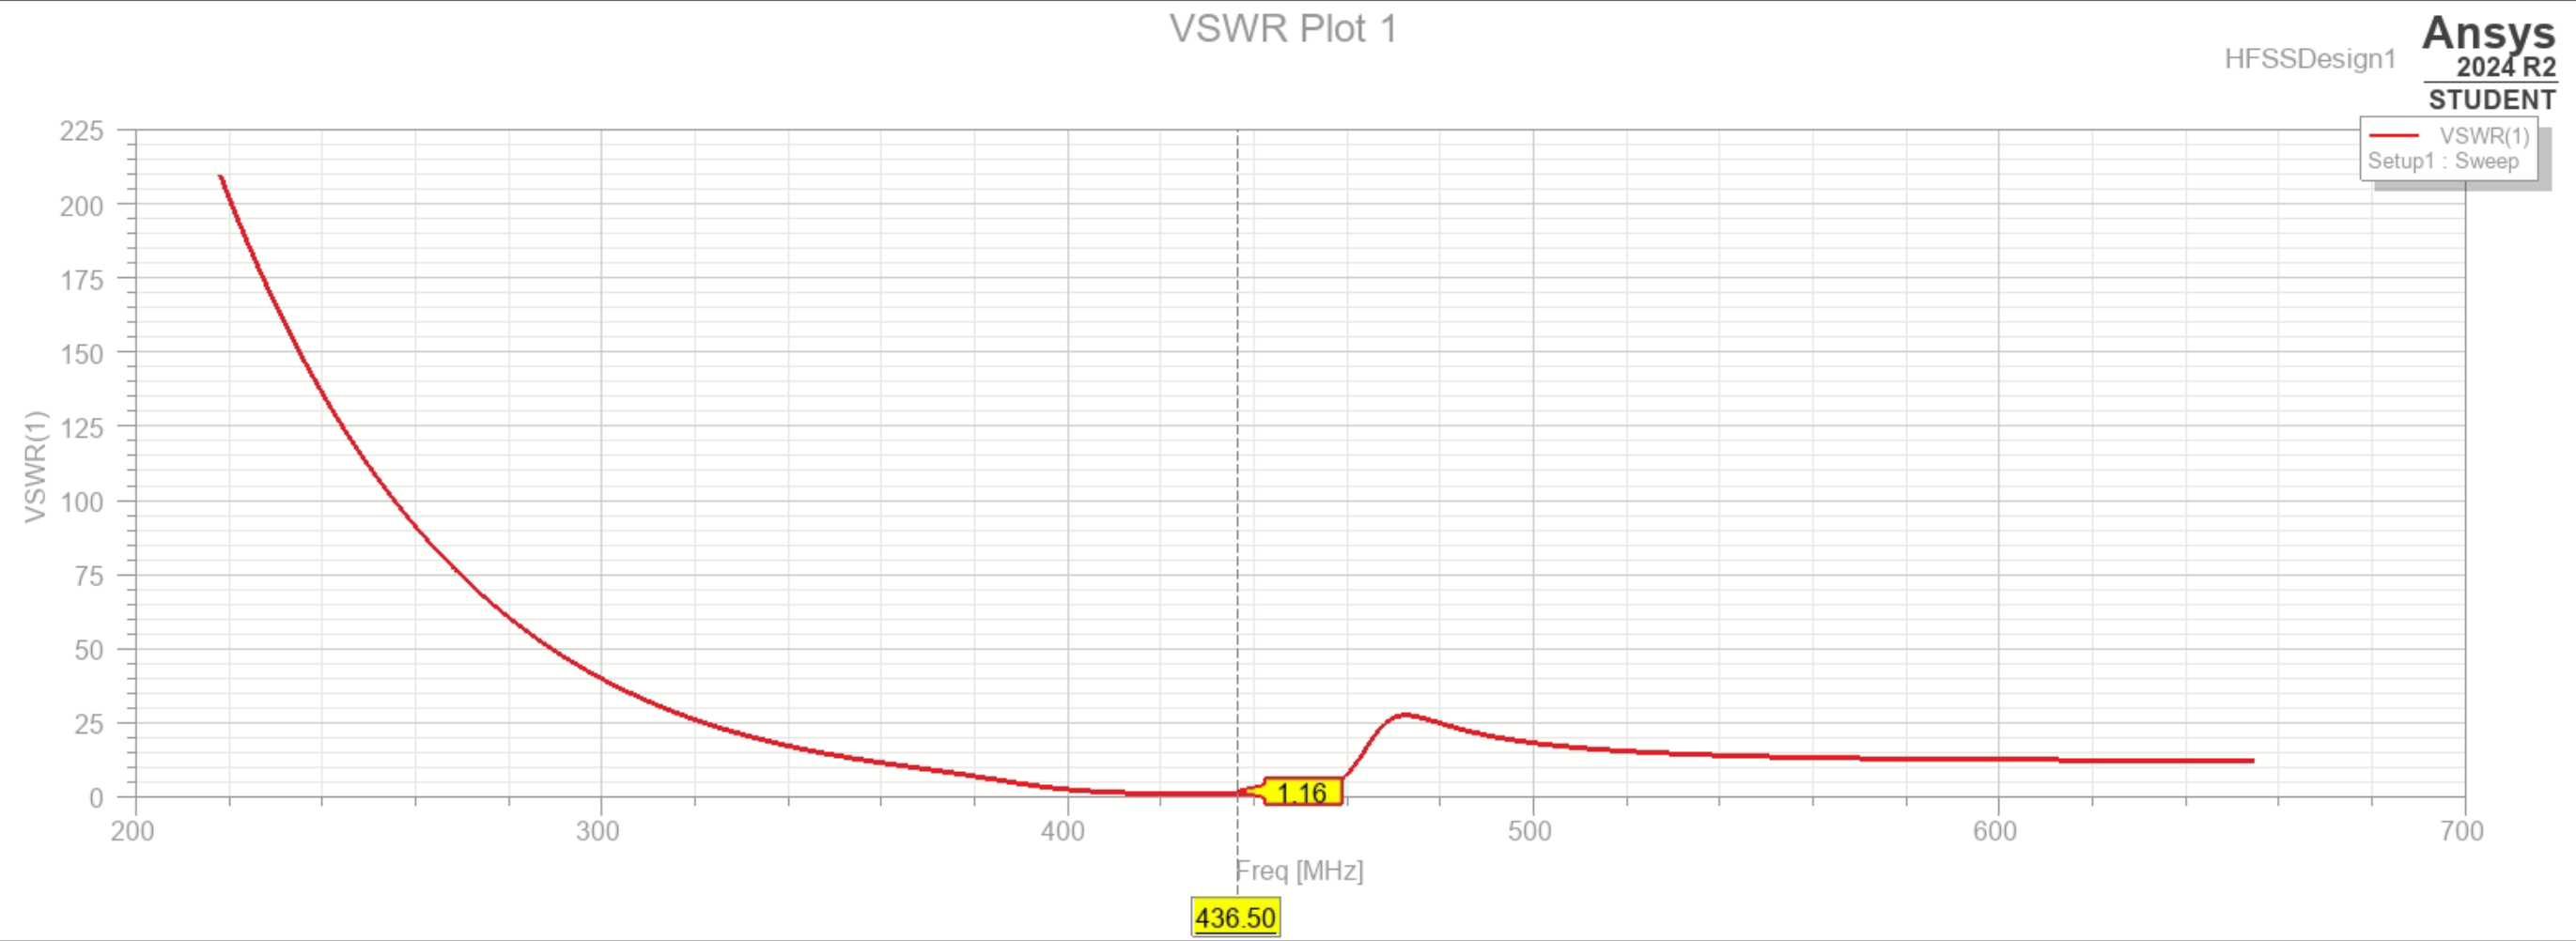 VSWR Plot 1
HFSSDesign1
Ansys
2024 R2
STUDENT
VSWR(1)
Setup1 : Sweep
225
200
175
150
125
100
75
50
25
0
VSWR(1)
1.16
200 300 400 500 600 700
Freq [MHz]
436.50